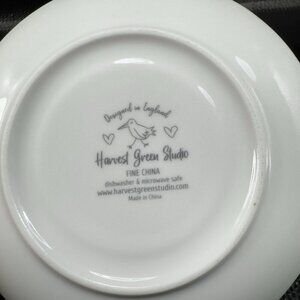 Designed in England
Harvest Green Studio
FINE CHINA
dishwasher & microwave safe
www.harvestgreenstudio.com
Made in China